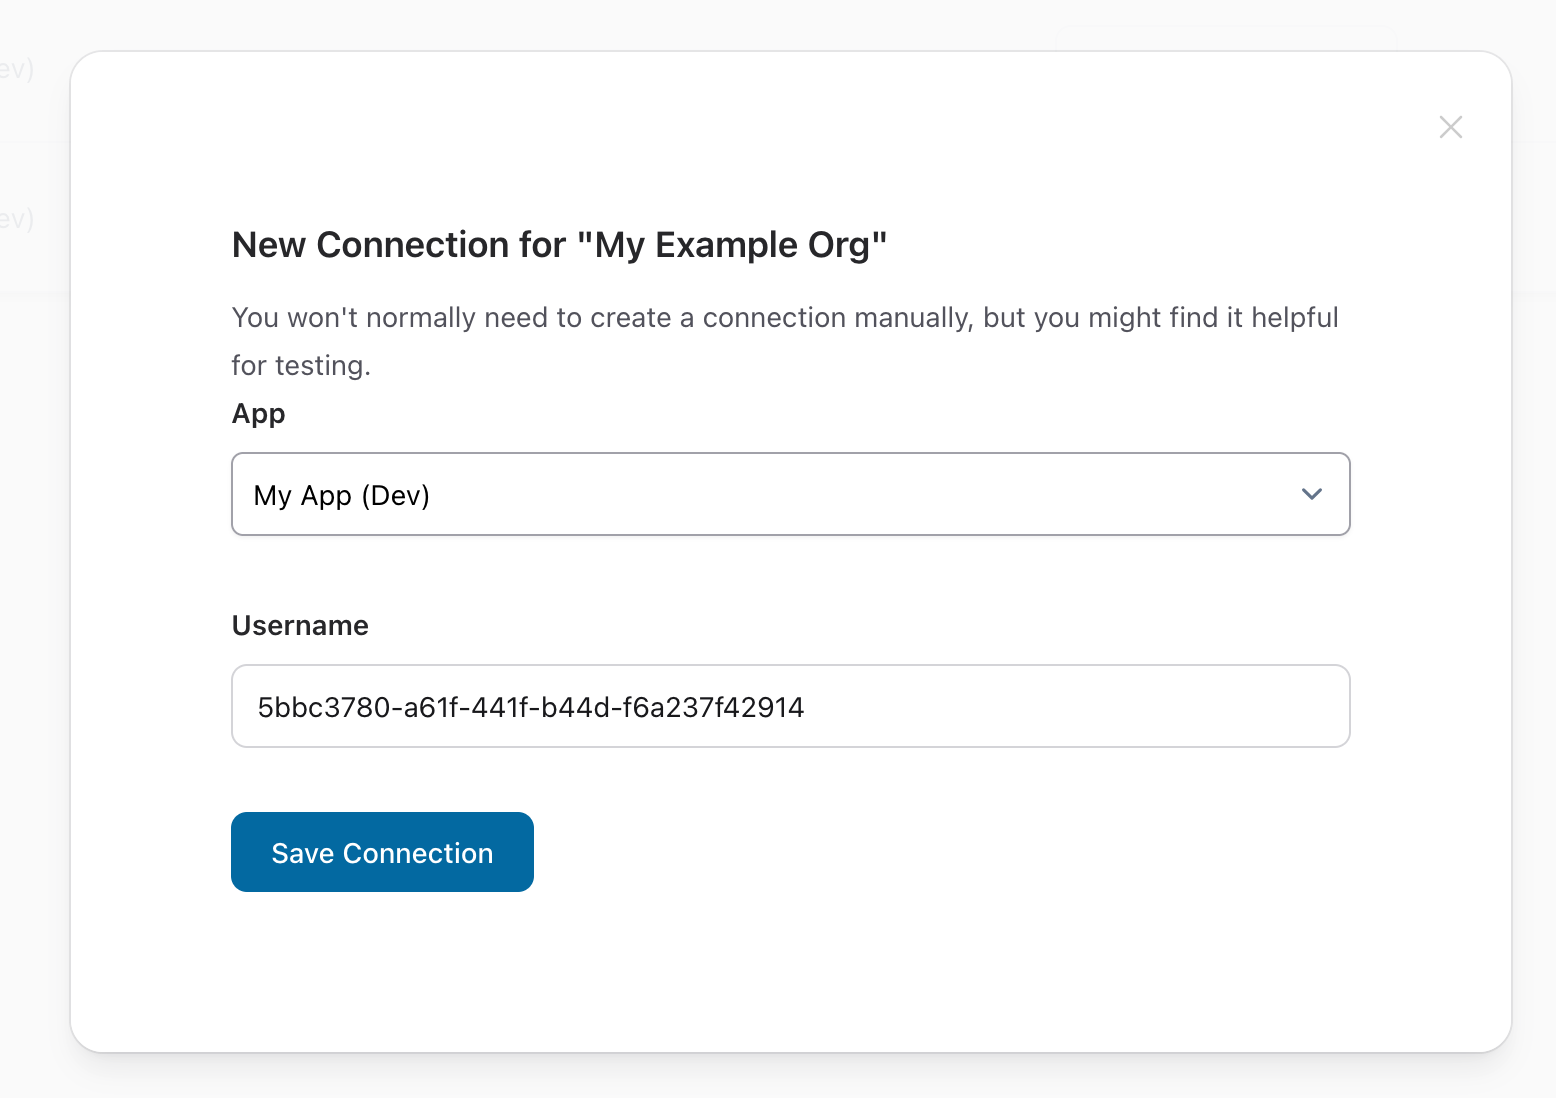 ev)
ev)
New Connection for "My Example Org"
You won't normally need to create a connection manually, but you might find it helpful
for testing.
App
My App (Dev)
Username
5bbc3780-a61f-441f-b44d-f6a237f42914
Save Connection